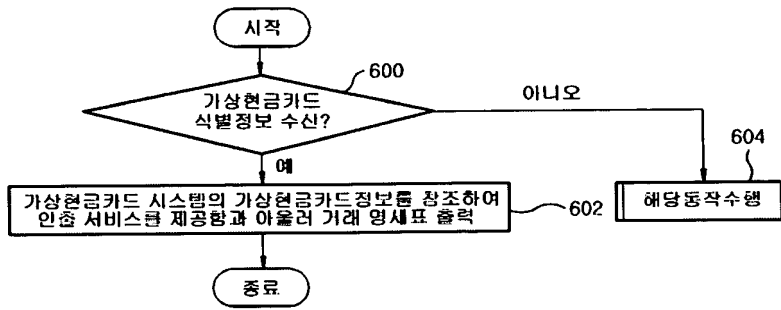 시작
600
가상현금카드
식별정보 수신?
아니오
예
604
가상현금카드 시스템의 가상현금카드정보를 참조하여
인출 서비스를 제공함과 아울러 거래 명세표 출력
602
해당동작수행
종료